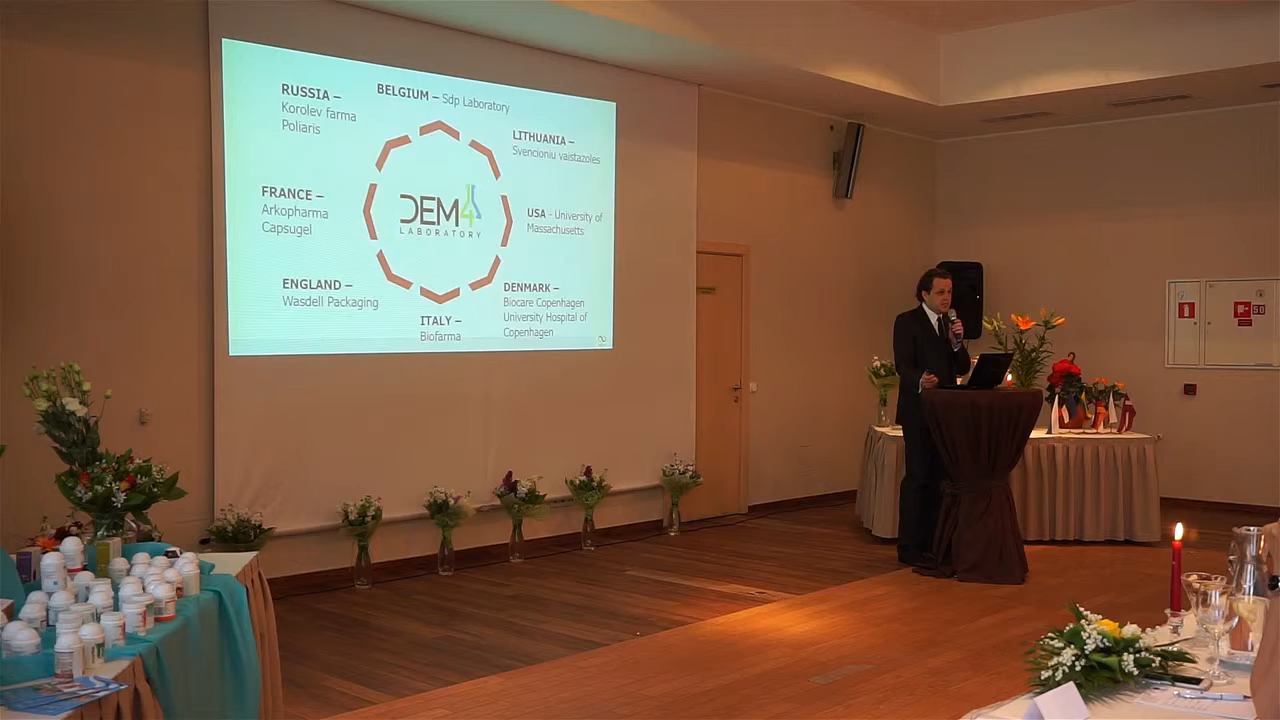 RUSSIA –
Korolev farma
Poliaris
BELGIUM – Sdp Laboratory
LITHUANIA –
Svencioniu vaistazoles
FRANCE –
Arkopharma
Capsugel
DEM4
LABORATORY
USA - University of
Massachusetts
ENGLAND –
Wasdell Packaging
ITALY –
Biofarma
DENMARK –
Biocare Copenhagen
University Hospital of
Copenhagen
50